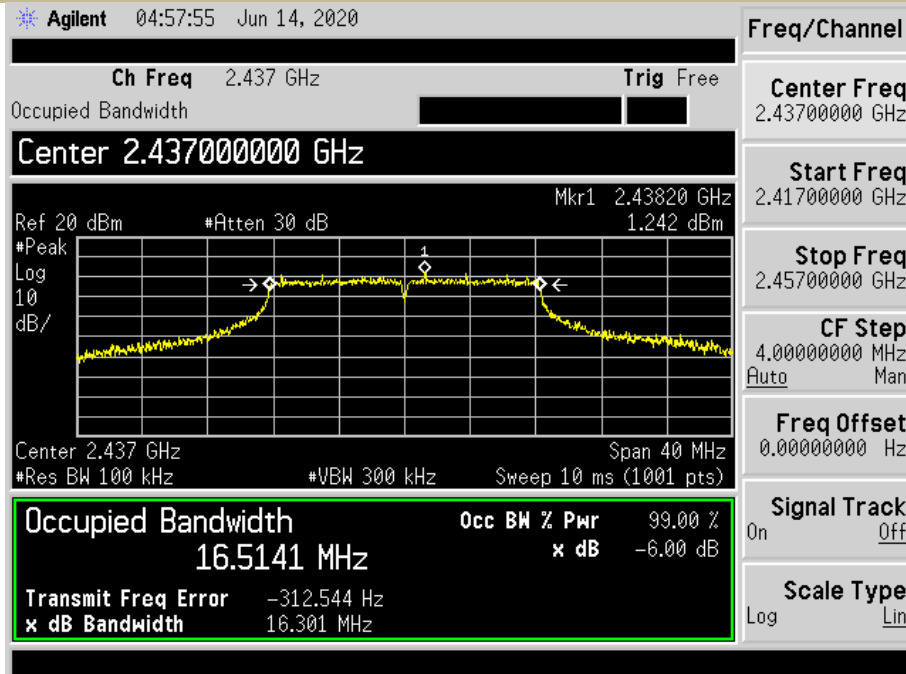 Agilent 04:57:55 Jun 14, 2020
Freq/Channel
Ch Freq 2.437 GHz Trig Free
Occupied Bandwidth
Center 2.437000000 GHz
Mkr1 2.43820 GHz
Ref 20 dBm #Atten 30 dB 1.242 dBm
#Peak
Log
10
dB/
1
Center 2.437 GHz Span 40 MHz
#Res BW 100 kHz #VBW 300 kHz Sweep 10 ms (1001 pts)
Occupied Bandwidth Occ BW % Pwr 99.00 %
16.5141 MHz x dB -6.00 dB
Transmit Freq Error -312.544 Hz
x dB Bandwidth 16.301 MHz
Center Freq
2.43700000 GHz
Start Freq
2.41700000 GHz
Stop Freq
2.45700000 GHz
CF Step
4.00000000 MHz
Auto Man
Freq Offset
0.00000000 Hz
Signal Track
On Off
Scale Type
Log Lin